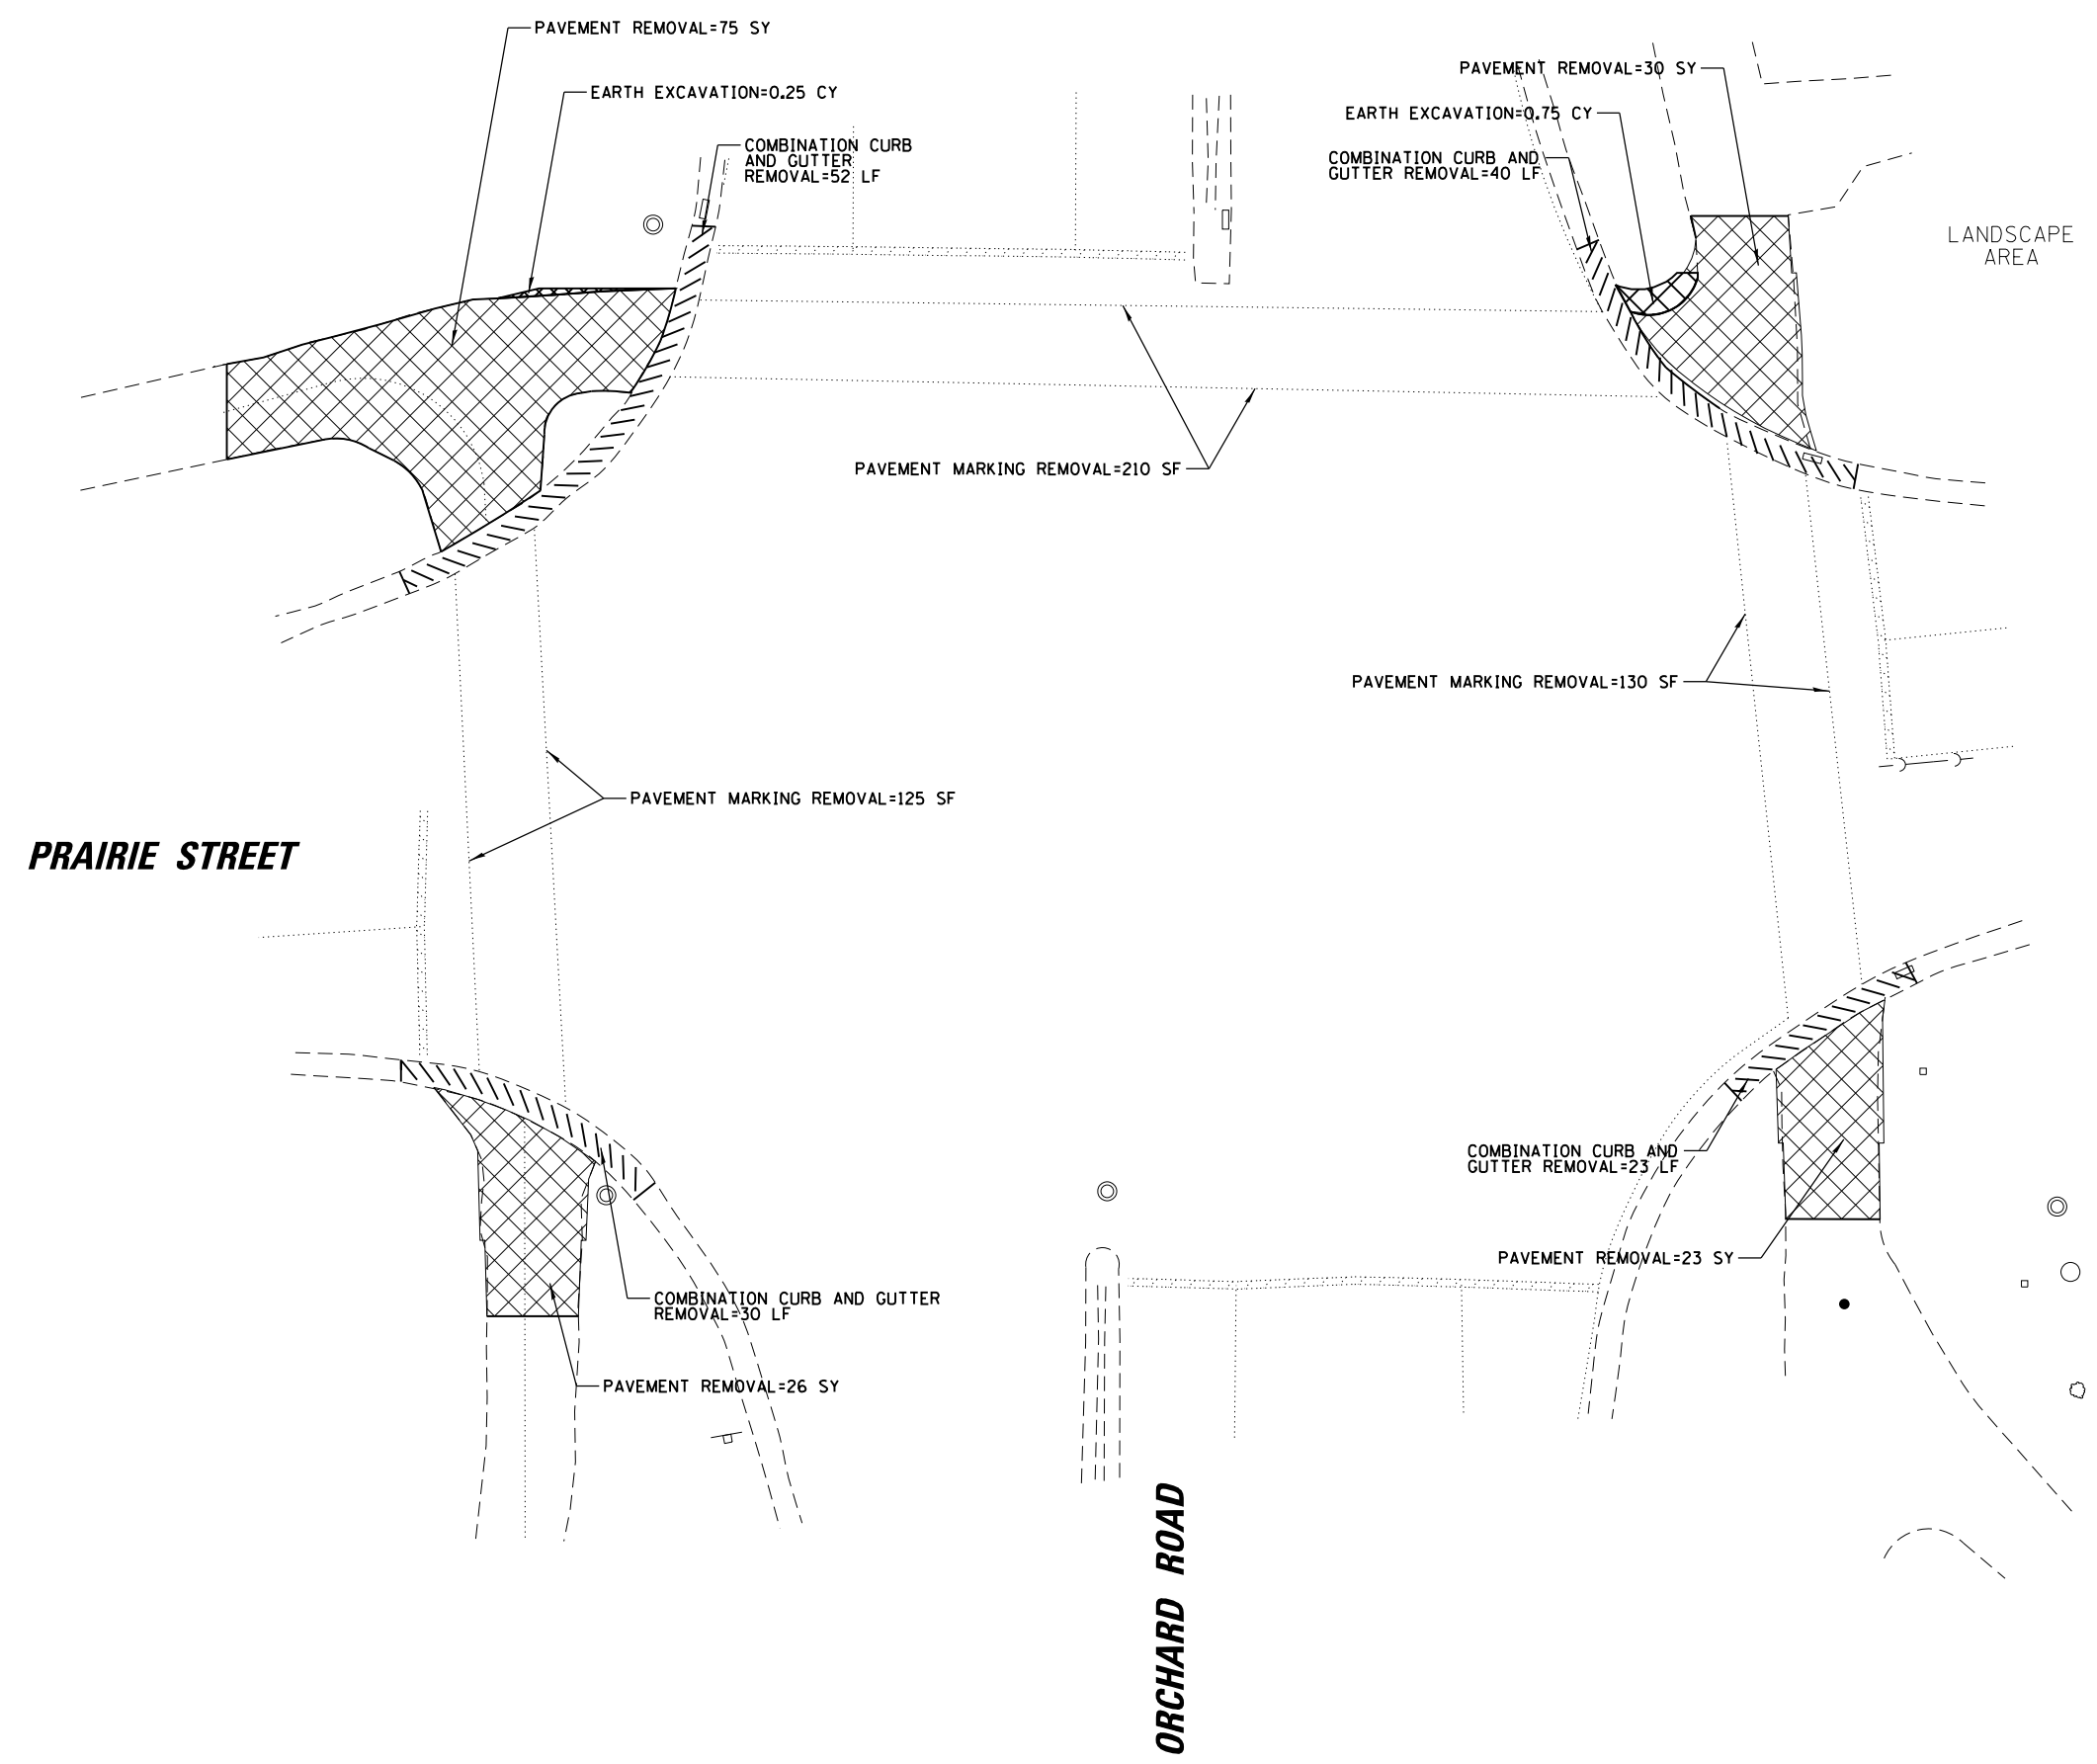 PAVEMENT REMOVAL=75 SY
PAVEMENT REMOVAL=30 SY
EARTH EXCAVATION=0.25 CY
EARTH EXCAVATION=0.75 CY
COMBINATION CURB
AND GUTTER
REMOVAL=52 LF
COMBINATION CURB AND
GUTTER REMOVAL=40 LF
LANDSCAPE
AREA
PAVEMENT MARKING REMOVAL=210 SF
PAVEMENT MARKING REMOVAL=130 SF
PAVEMENT MARKING REMOVAL=125 SF
PRAIRIE STREET
COMBINATION CURB AND
GUTTER REMOVAL=23 LF
PAVEMENT REMOVAL=23 SY
COMBINATION CURB AND GUTTER
REMOVAL=30 LF
PAVEMENT REMOVAL=26 SY
ORCHARD ROAD